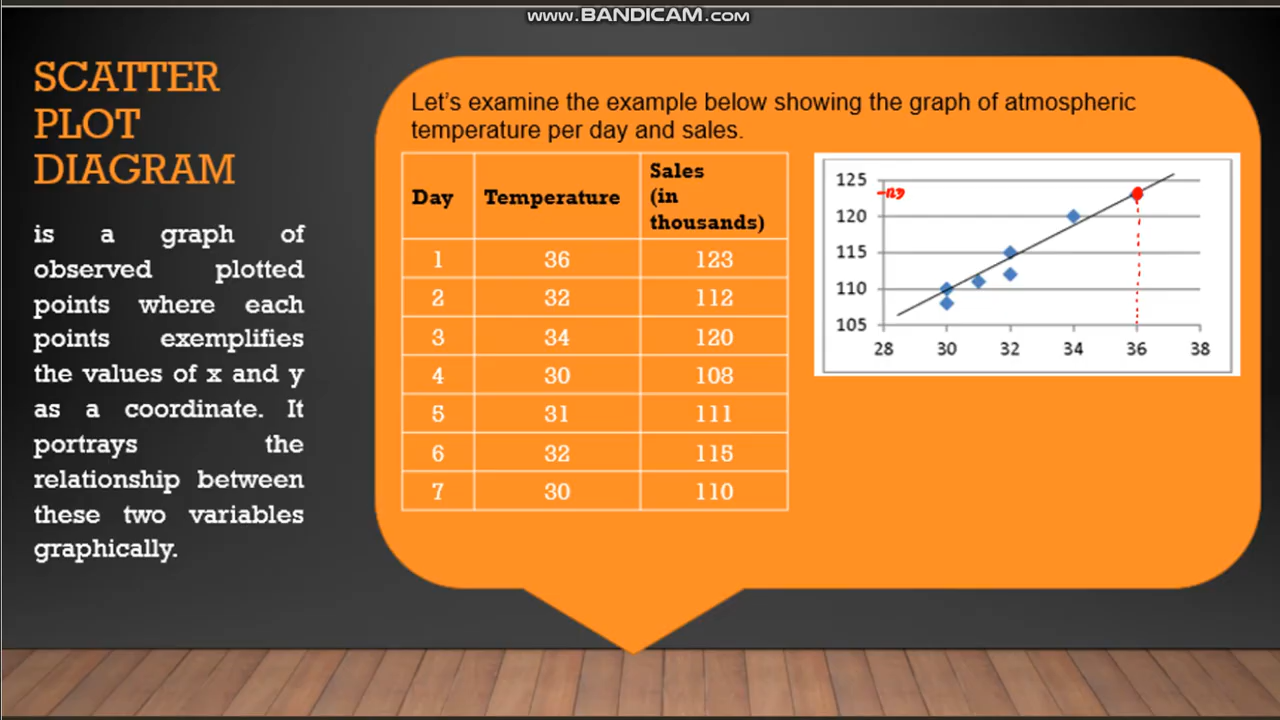 www.BANDICAM.com
SCATTER
PLOT
DIAGRAM
is a graph of
observed plotted
points where each
points exemplifies
the values of x and y
as a coordinate. It
portrays the
relationship between
these two variables
graphically.
Let's examine the example below showing the graph of atmospheric
temperature per day and sales.
Day Temperature Sales (in thousands)
1 36 123
2 32 112
3 34 120
4 30 108
5 31 111
6 32 115
7 30 110
125
123
120
115
110
105
28 30 32 34 36 38